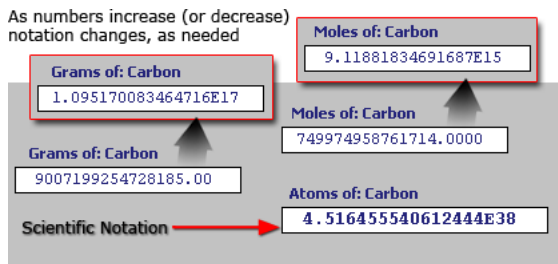 As numbers increase (or decrease)
notation changes, as needed
Moles of: Carbon
9.11881834691687E15
Grams of: Carbon
1.095170083464716E17
Moles of: Carbon
749974958761714.0000
Grams of: Carbon
9007199254728185.00
Atoms of: Carbon
4.516455540612444E38
Scientific Notation